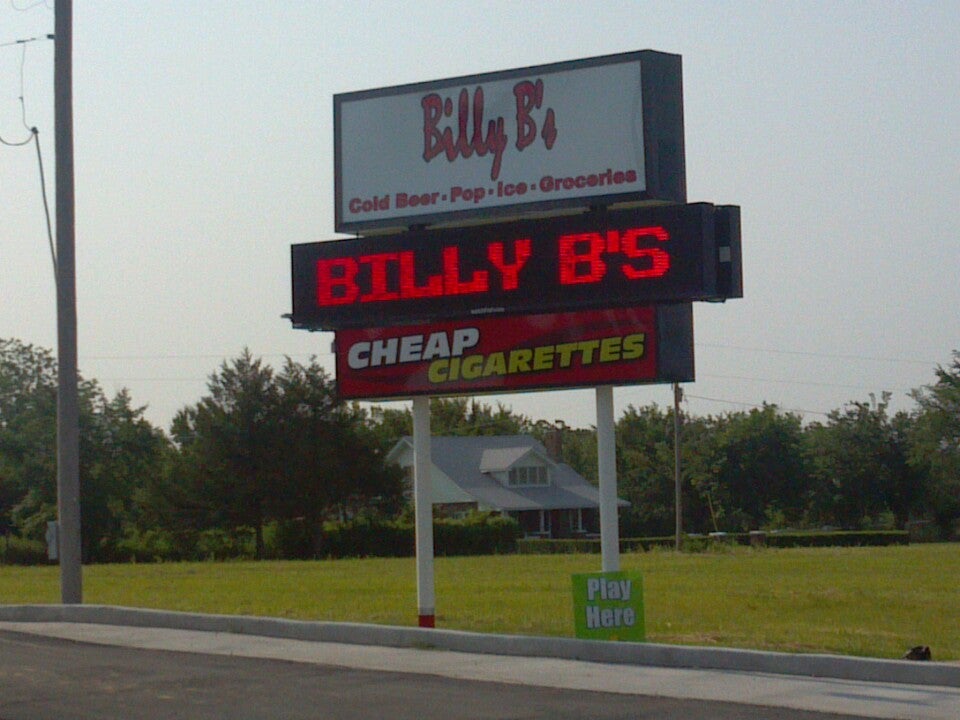 Billy B's
Cold Beer • Pop • Ice • Groceries
BILLY B'S
CHEAP
CIGARETTES
Play
Here